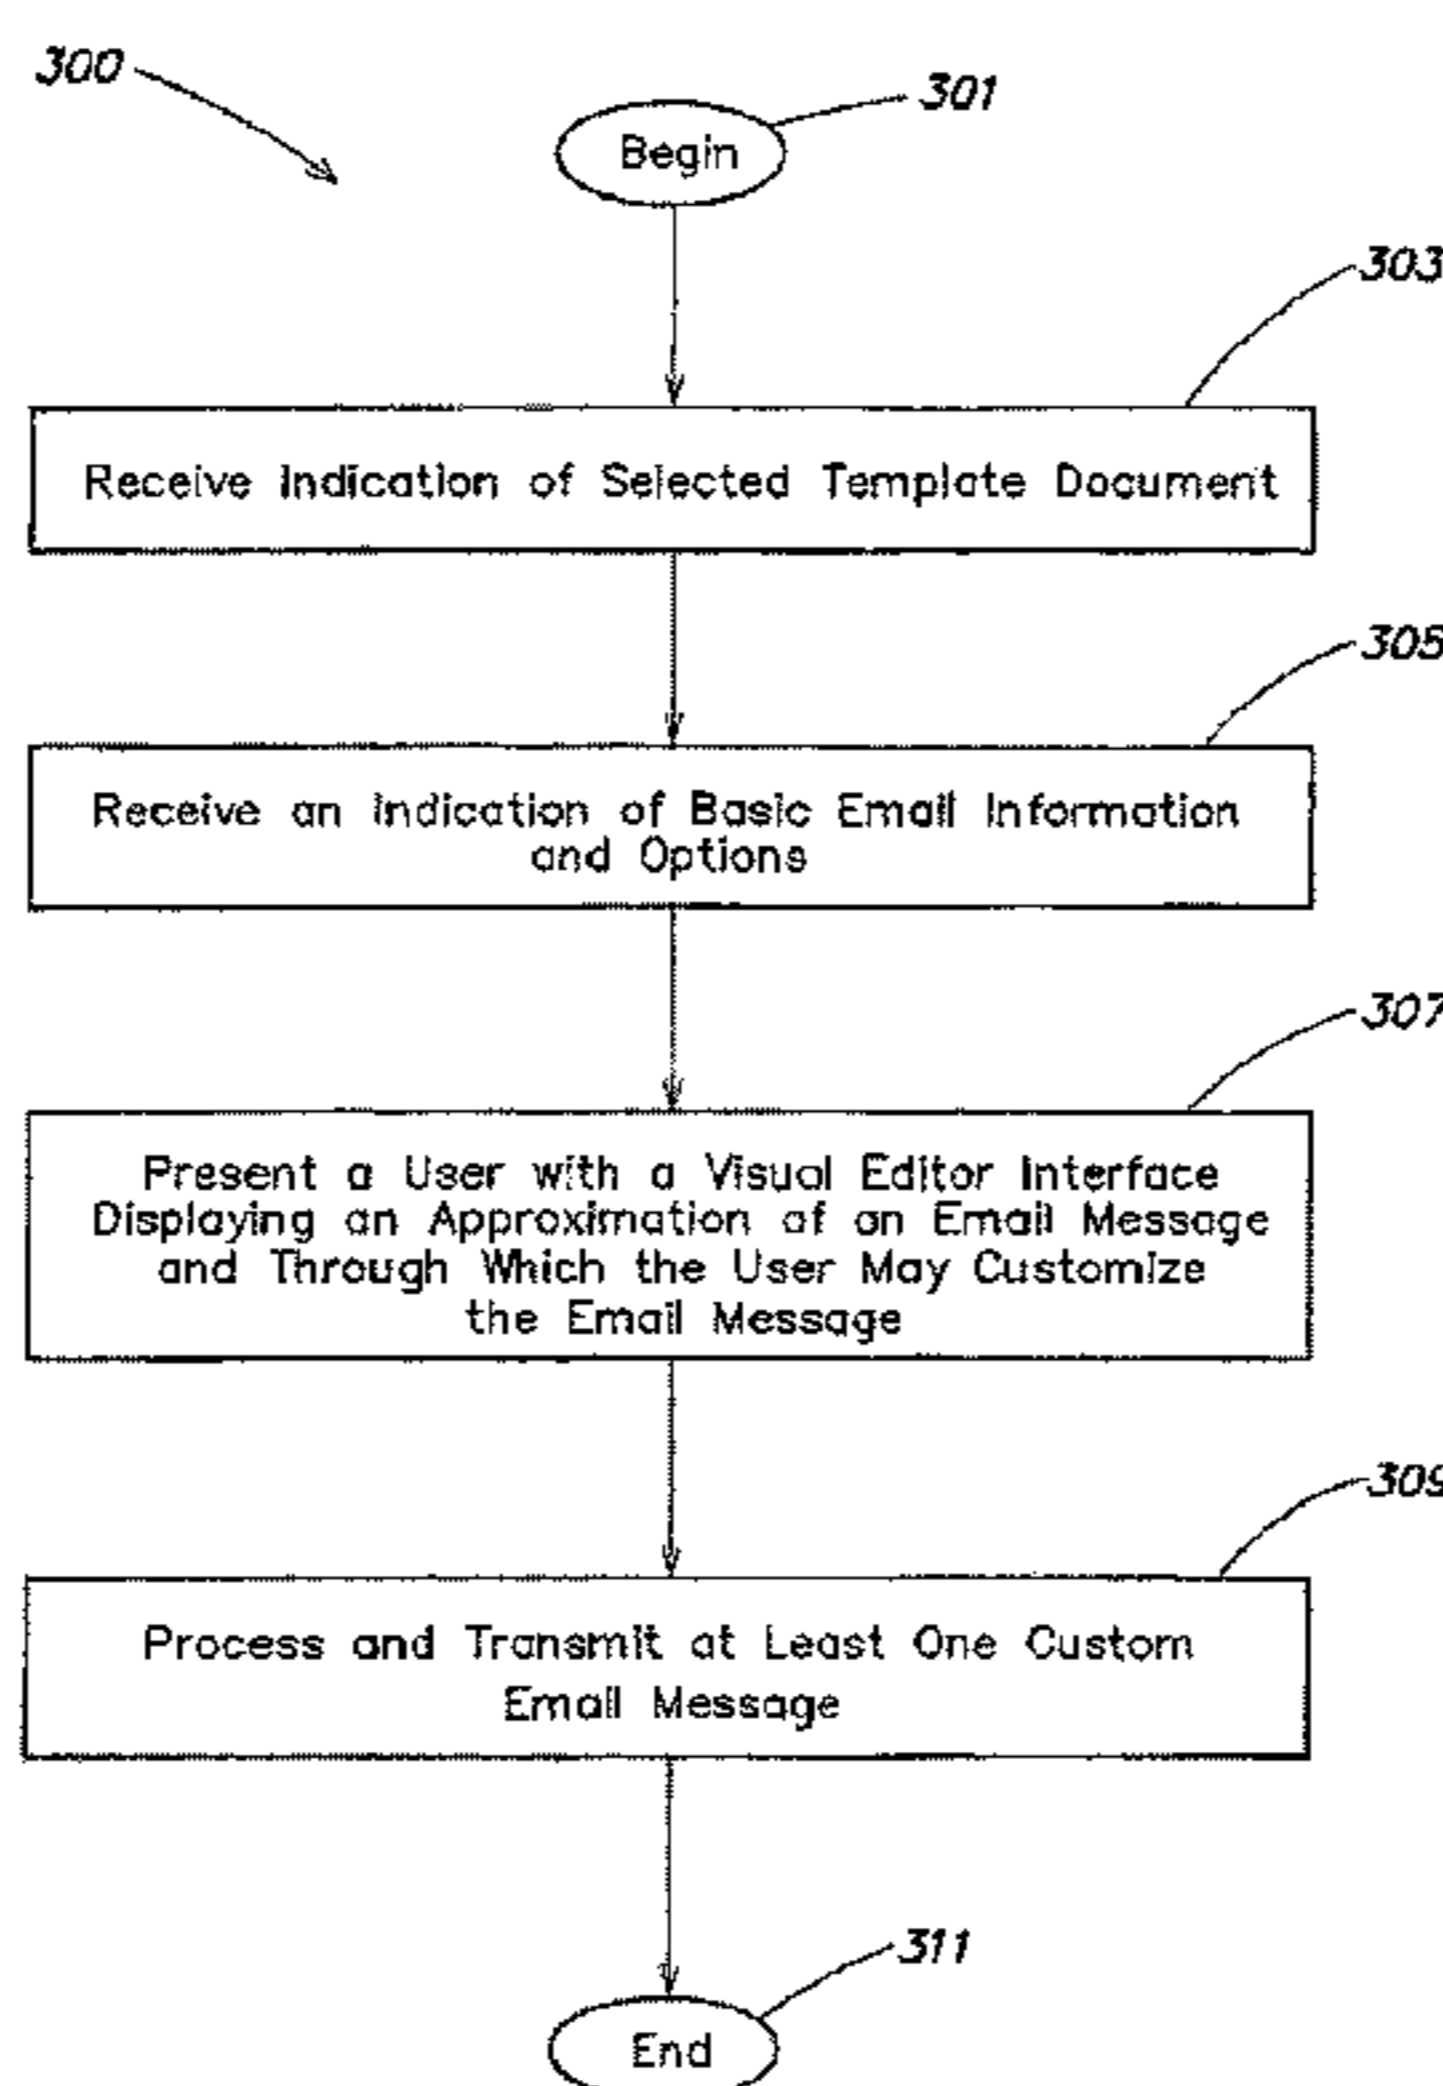 300
301
Begin
303
Receive Indication of Selected Template Document
305
Receive an Indication of Basic Email Information
and Options
307
Present a User with a Visual Editor Interface
Displaying an Approximation of an Email Message
and Through Which the User May Customize
the Email Message
309
Process and Transmit at Least One Custom
Email Message
311
End